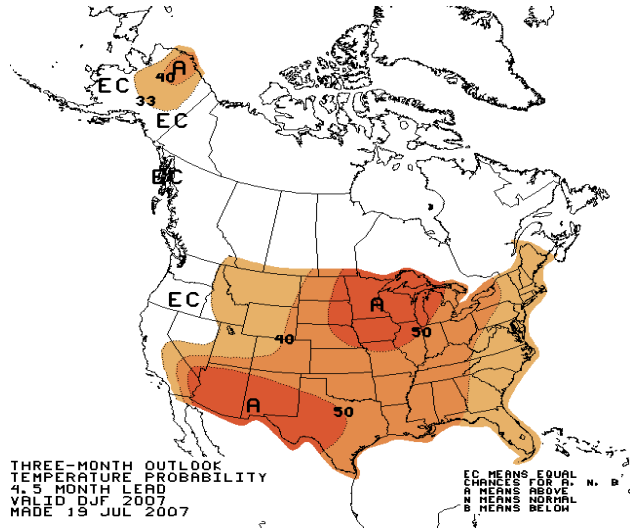 A
40
EC
33
EC
EC
EC
A
50
40
A
50
THREE-MONTH OUTLOOK
TEMPERATURE PROBABILITY
4.5 MONTH LEAD
VALID DJF 2007
MADE 19 JUL 2007
EC MEANS EQUAL
CHANCES FOR A, N, B
A MEANS ABOVE
N MEANS NORMAL
B MEANS BELOW